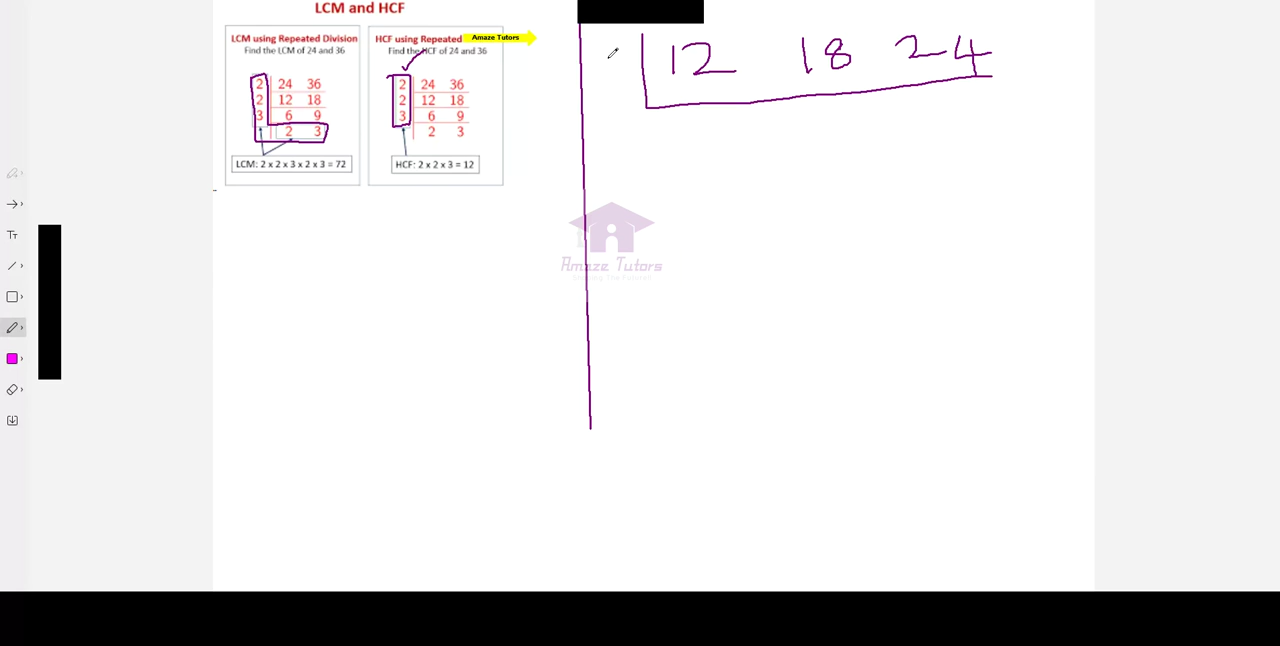 LCM and HCF
LCM using Repeated Division
Find the LCM of 24 and 36
2 24 36
2 12 18
3 6 9
2 3
LCM: 2 x 2 x 3 x 2 x 3 = 72
HCF using Repeated
Amaze Tutors
Find the HCF of 24 and 36
2 24 36
2 12 18
3 6 9
2 3
HCF: 2 x 2 x 3 = 12
12 18 24
Amaze Tutors
Tт